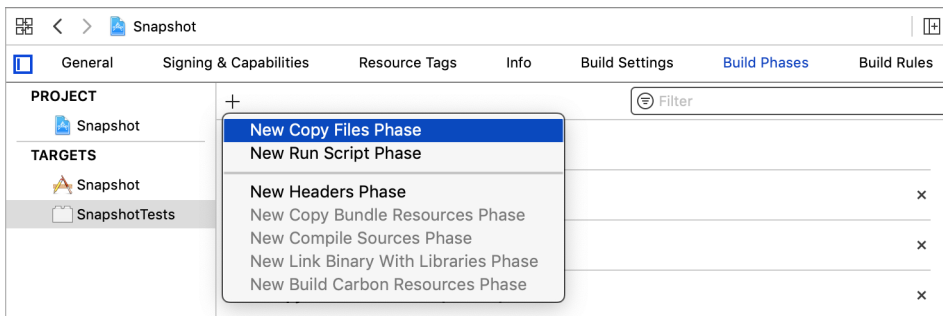 Snapshot
General Signing & Capabilities Resource Tags Info Build Settings Build Phases Build Rules
PROJECT
Snapshot
TARGETS
Snapshot
SnapshotTests
+
Filter
New Copy Files Phase
New Run Script Phase
New Headers Phase
New Copy Bundle Resources Phase
New Compile Sources Phase
New Link Binary With Libraries Phase
New Build Carbon Resources Phase